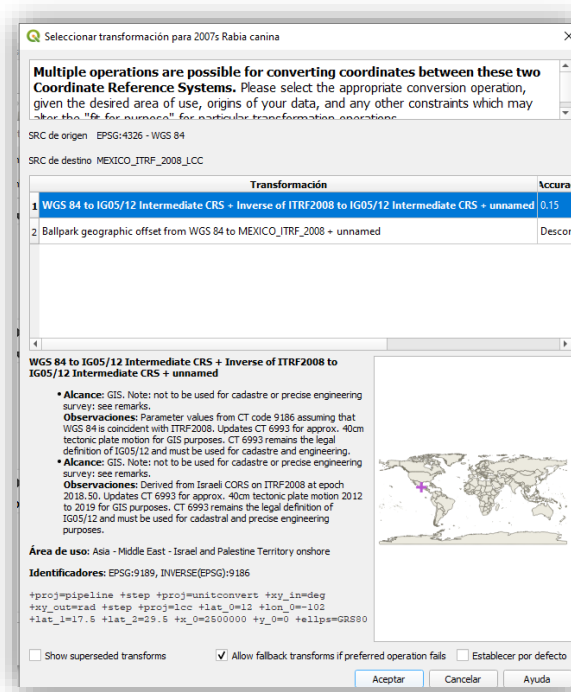 Seleccionar transformación para 2007s Rabia canina
Multiple operations are possible for converting coordinates between these two
Coordinate Reference Systems. Please select the appropriate conversion operation,
given the desired area of use, origins of your data, and any other constraints which may
alter the "fit for purpose" for particular transformation operations.
SRC de origen EPSG:4326 - WGS 84
SRC de destino MEXICO_ITRF_2008_LCC
Transformación Accura
1 WGS 84 to IG05/12 Intermediate CRS + Inverse of ITRF2008 to IG05/12 Intermediate CRS + unnamed 0.15
2 Ballpark geographic offset from WGS 84 to MEXICO_ITRF_2008 + unnamed Descor
WGS 84 to IG05/12 Intermediate CRS + Inverse of ITRF2008 to
IG05/12 Intermediate CRS + unnamed
• Alcance: GIS. Note: not to be used for cadastre or precise engineering
survey: see remarks.
Observaciones: Parameter values from CT code 9186 assuming that
WGS 84 is coincident with ITRF2008. Updates CT 6993 for approx. 40cm
tectonic plate motion for GIS purposes. CT 6993 remains the legal
definition of IG05/12 and must be used for cadastre and engineering.
• Alcance: GIS. Note: not to be used for cadastre or precise engineering
survey: see remarks.
Observaciones: Derived from Israeli CORS on ITRF2008 at epoch
2018.50. Updates CT 6993 for approx. 40cm tectonic plate motion 2012
to 2019 for GIS purposes. CT 6993 remains the legal definition of
IG05/12 and must be used for cadastral and precise engineering
purposes.
Área de uso: Asia - Middle East - Israel and Palestine Territory onshore
Identificadores: EPSG:9189, INVERSE(EPSG):9186
+proj=pipeline +step +proj=unitconvert +xy_in=deg
+xy_out=rad +step +proj=lcc +lat_0=12 +lon_0=-102
+lat_1=17.5 +lat_2=29.5 +x_0=2500000 +y_0=0 +ellps=GRS80
Show superseded transforms
Allow fallback transforms if preferred operation fails
Establecer por defecto
Aceptar Cancelar Ayuda